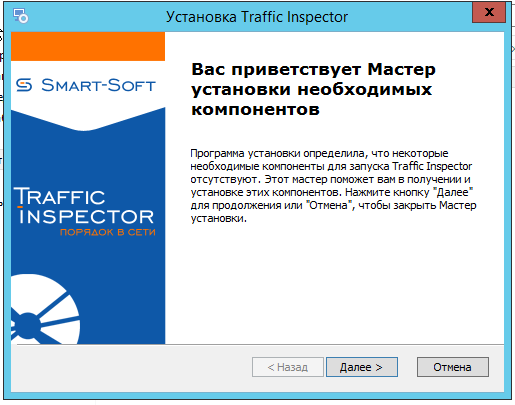 Установка Traffic Inspector
x
SMART-SOFT
TRAFFIC
INSPECTOR
ПОРЯДОК В СЕТИ
Вас приветствует Мастер
установки необходимых
компонентов
Программа установки определила, что некоторые
необходимые компоненты для запуска Traffic Inspector
отсутствуют. Этот мастер поможет вам в получении и
установке этих компонентов. Нажмите кнопку "Далее"
для продолжения или "Отмена", чтобы закрыть Мастер
установки.
< Назад
Далее >
Отмена